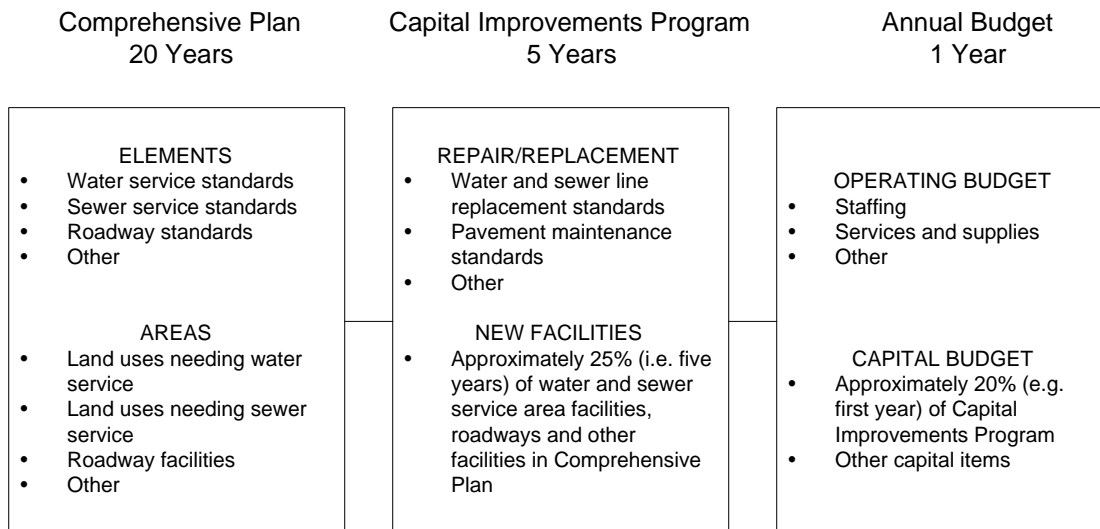 Comprehensive Plan
20 Years
Capital Improvements Program
5 Years
Annual Budget
1 Year
ELEMENTS
• Water service standards
• Sewer service standards
• Roadway standards
• Other
AREAS
• Land uses needing water
service
• Land uses needing sewer
service
• Roadway facilities
• Other
REPAIR/REPLACEMENT
• Water and sewer line
replacement standards
• Pavement maintenance
standards
• Other
NEW FACILITIES
• Approximately 25% (i.e. five
years) of water and sewer
service area facilities,
roadways and other
facilities in Comprehensive
Plan
OPERATING BUDGET
• Staffing
• Services and supplies
• Other
CAPITAL BUDGET
• Approximately 20% (e.g.
first year) of Capital
Improvements Program
• Other capital items